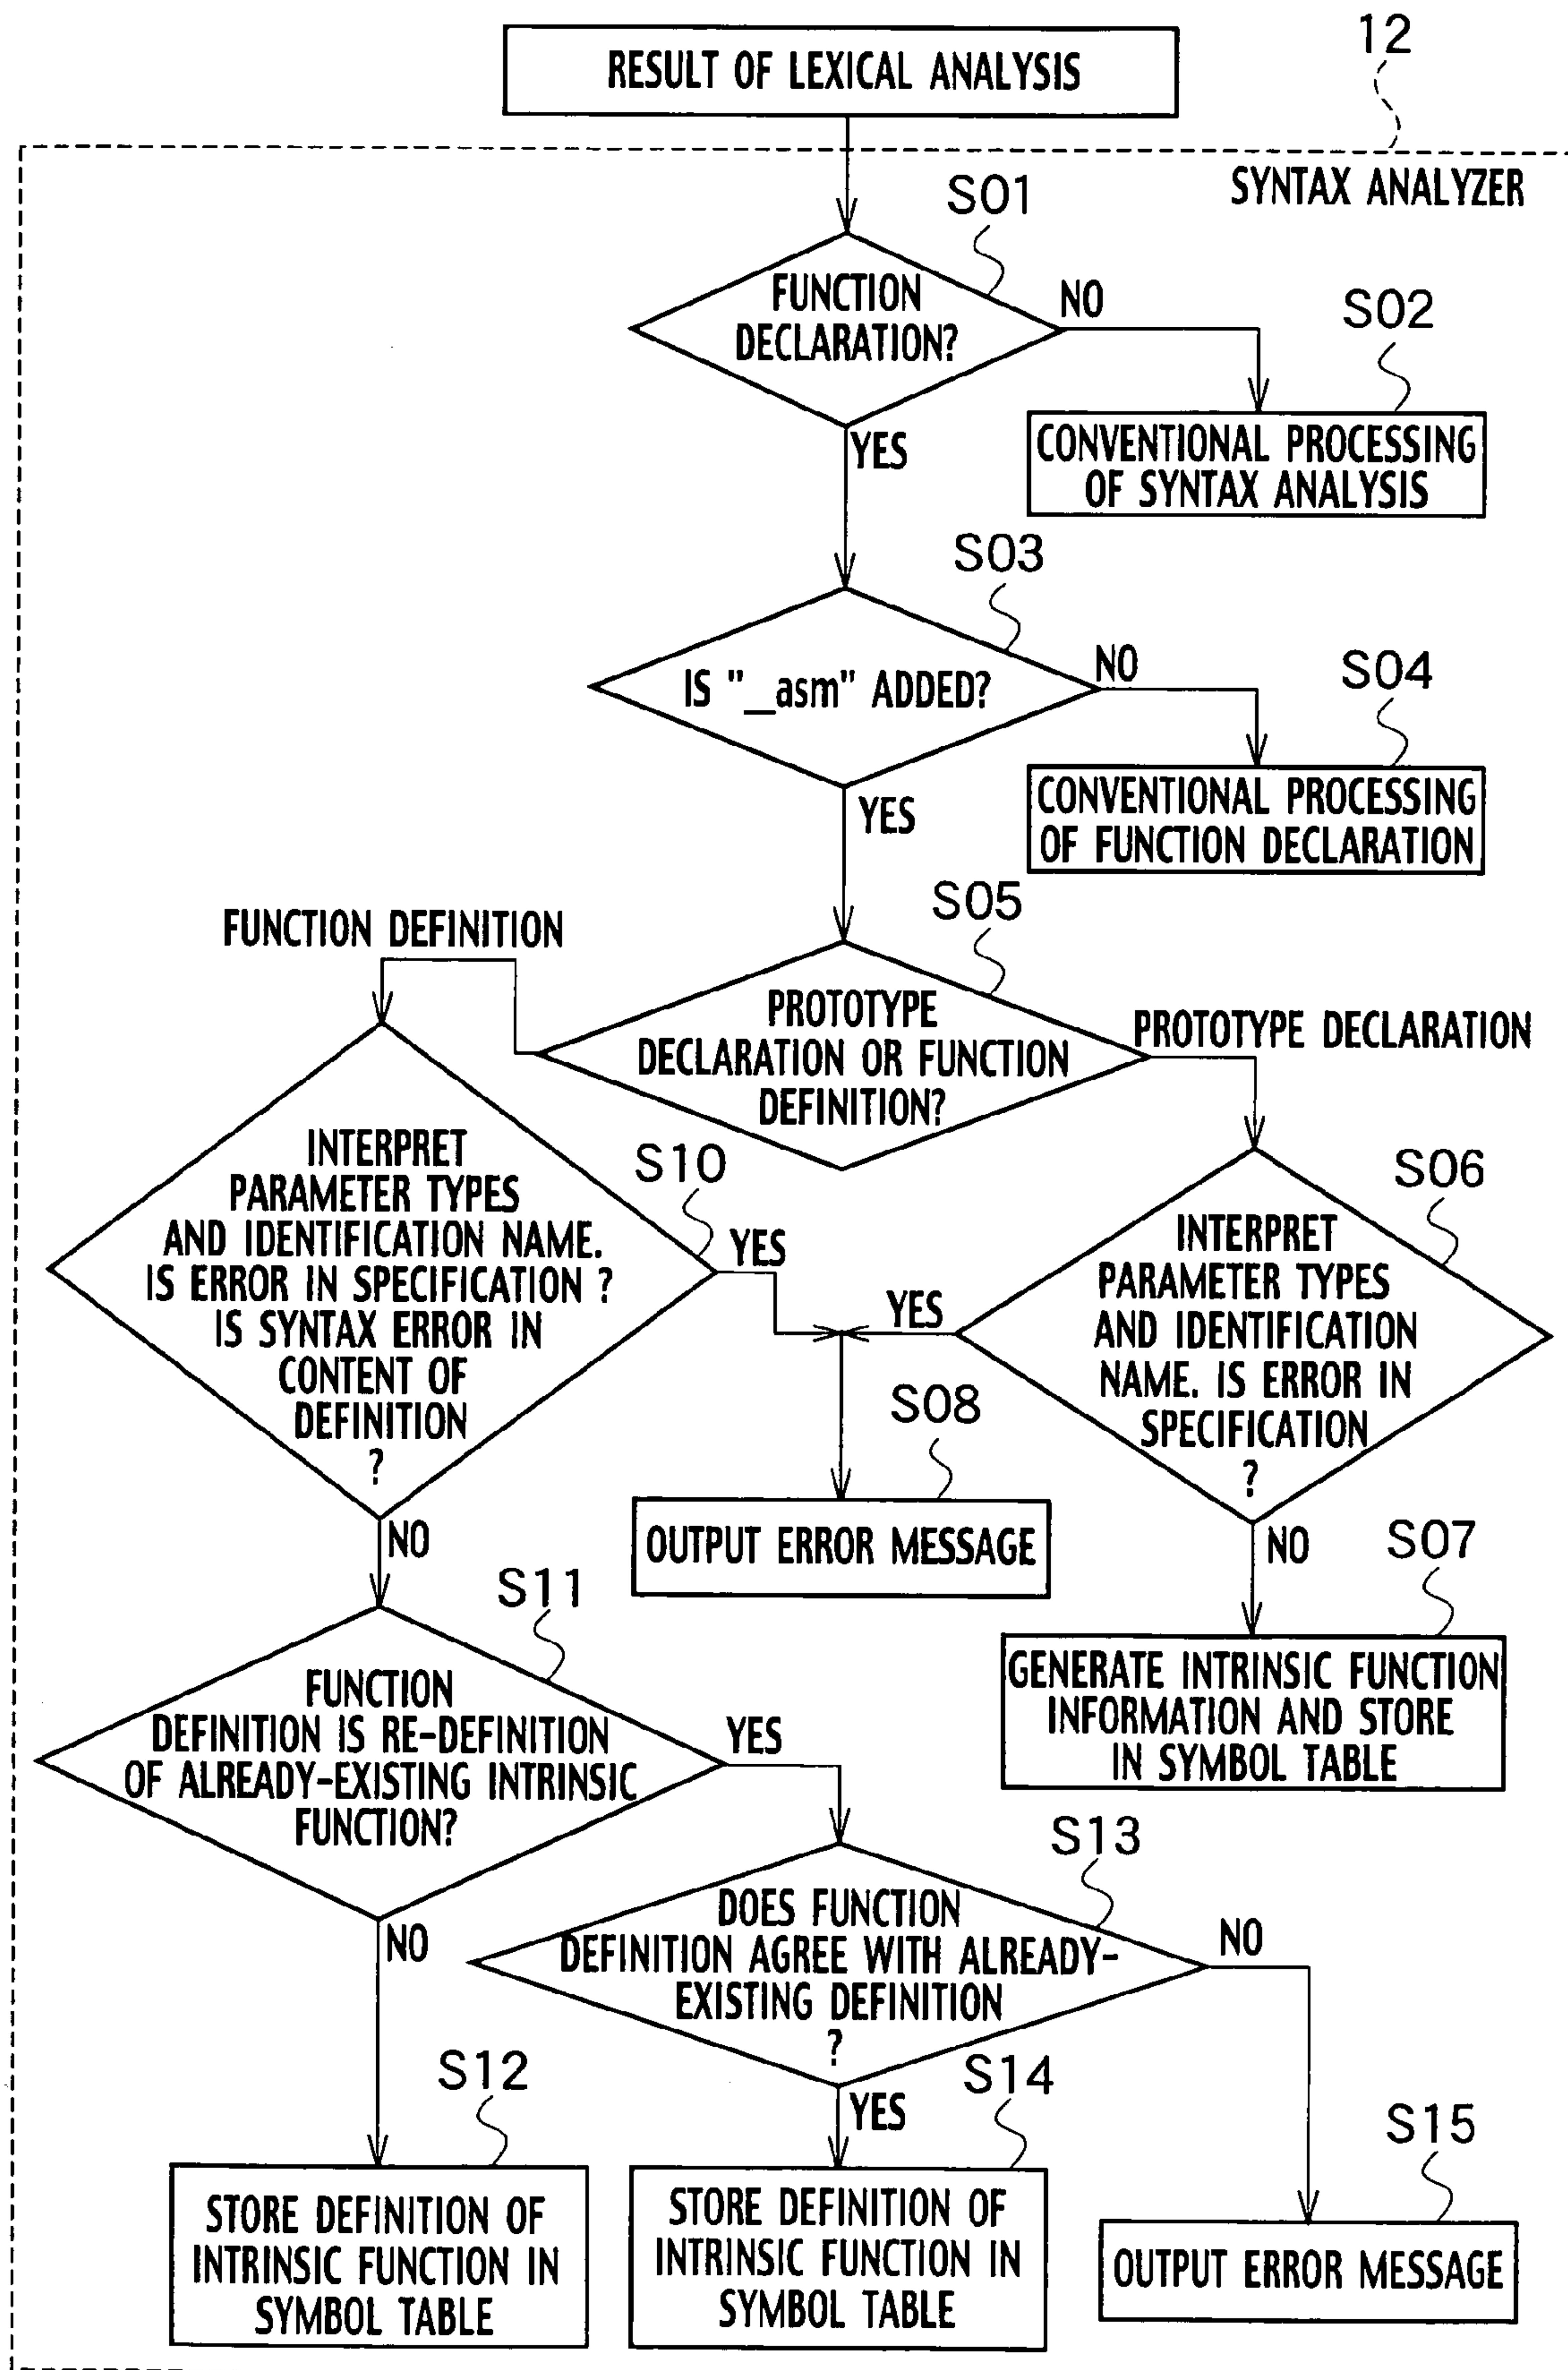 12
RESULT OF LEXICAL ANALYSIS
SYNTAX ANALYZER
S01
FUNCTION
DECLARATION?
NO
S02
CONVENTIONAL PROCESSING
OF SYNTAX ANALYSIS
YES
S03
IS "__asm" ADDED?
NO
S04
CONVENTIONAL PROCESSING
OF FUNCTION DECLARATION
YES
S05
FUNCTION DEFINITION
PROTOTYPE
DECLARATION OR FUNCTION
DEFINITION?
PROTOTYPE DECLARATION
S10
INTERPRET
PARAMETER TYPES
AND IDENTIFICATION NAME.
IS ERROR IN SPECIFICATION ?
IS SYNTAX ERROR IN
CONTENT OF
DEFINITION
?
YES
S06
INTERPRET
PARAMETER TYPES
AND IDENTIFICATION
NAME. IS ERROR IN
SPECIFICATION
?
YES
S08
OUTPUT ERROR MESSAGE
NO
NO
S07
GENERATE INTRINSIC FUNCTION
INFORMATION AND STORE
IN SYMBOL TABLE
S11
FUNCTION
DEFINITION IS RE-DEFINITION
OF ALREADY-EXISTING INTRINSIC
FUNCTION?
YES
NO
S13
DOES FUNCTION
DEFINITION AGREE WITH ALREADY-
EXISTING DEFINITION
?
NO
YES
S12
STORE DEFINITION OF
INTRINSIC FUNCTION IN
SYMBOL TABLE
S14
STORE DEFINITION OF
INTRINSIC FUNCTION IN
SYMBOL TABLE
S15
OUTPUT ERROR MESSAGE